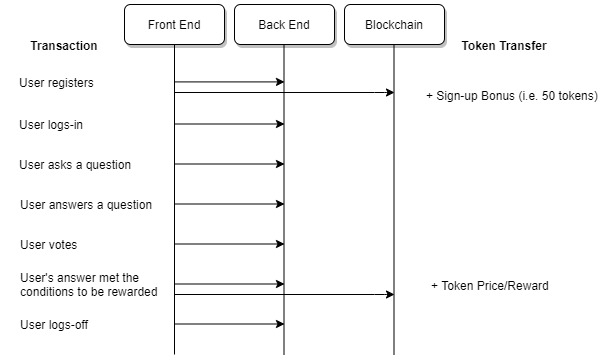 Front End
Back End
Blockchain
Transaction
Token Transfer
User registers
+ Sign-up Bonus (i.e. 50 tokens)
User logs-in
User asks a question
User answers a question
User votes
User's answer met the
conditions to be rewarded
+ Token Price/Reward
User logs-off